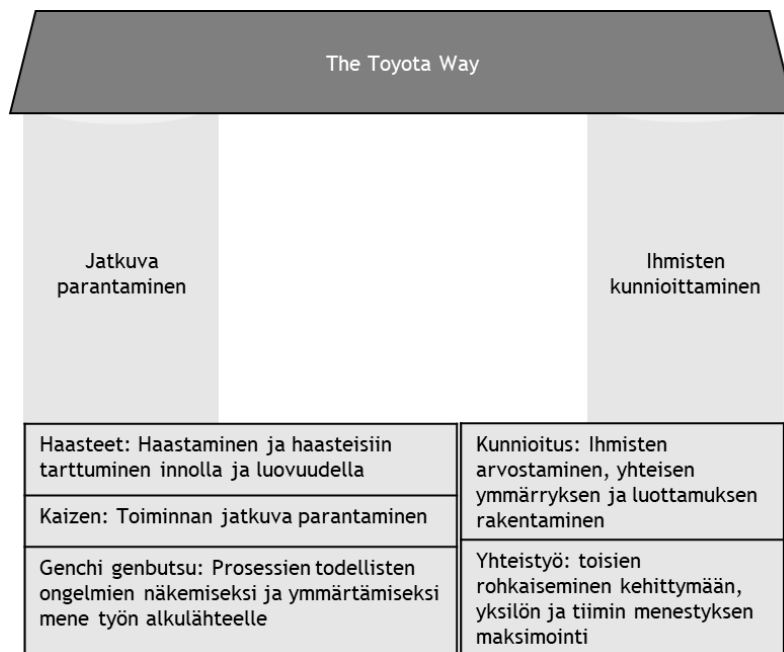 The Toyota Way
Jatkuva
parantaminen
Ihmisten
kunnioittaminen
Haasteet: Haastaminen ja haasteisiin
tarttuminen innolla ja luovuudella
Kaizen: Toiminnan jatkuva parantaminen
Genchi genbutsu: Prosessien todellisten
ongelmien näkemiseksi ja ymmärtämiseksi
mene työn alkulähteelle
Kunnioitus: Ihmisten
arvostaminen, yhteisen
ymmärryksen ja luottamuksen
rakentaminen
Yhteistyö: toisien
rohkaiseminen kehittymään,
yksilön ja tiimin menestyksen
maksimointi